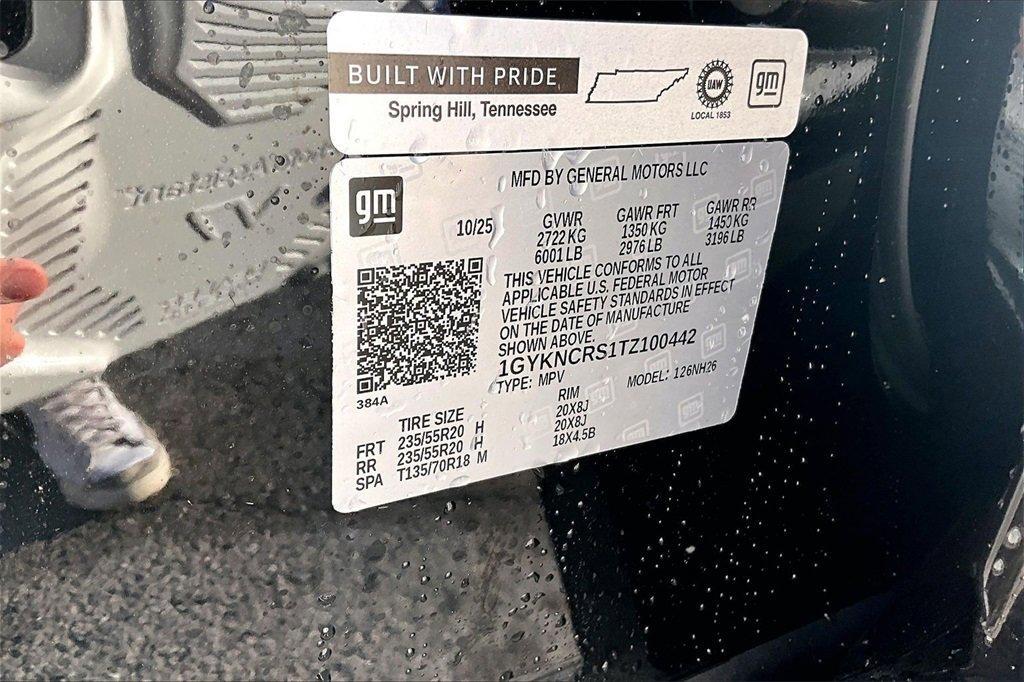 BUILT WITH PRIDE
Spring Hill, Tennessee
UAW
LOCAL 1853
gm
MFD BY GENERAL MOTORS LLC
gm
10/25
GVWR
2722 KG
6001 LB
GAWR FRT
1350 KG
2976 LB
GAWR RR
1450 KG
3196 LB
THIS VEHICLE CONFORMS TO ALL
APPLICABLE U.S. FEDERAL MOTOR
VEHICLE SAFETY STANDARDS IN EFFECT
ON THE DATE OF MANUFACTURE
SHOWN ABOVE.
1GYKNCRS1TZ100442
TYPE: MPV MODEL: 126NH26
384A
TIRE SIZE RIM
FRT 235/55R20 H 20X8J
RR 235/55R20 H 20X8J
SPA T135/70R18 M 18X4.5B